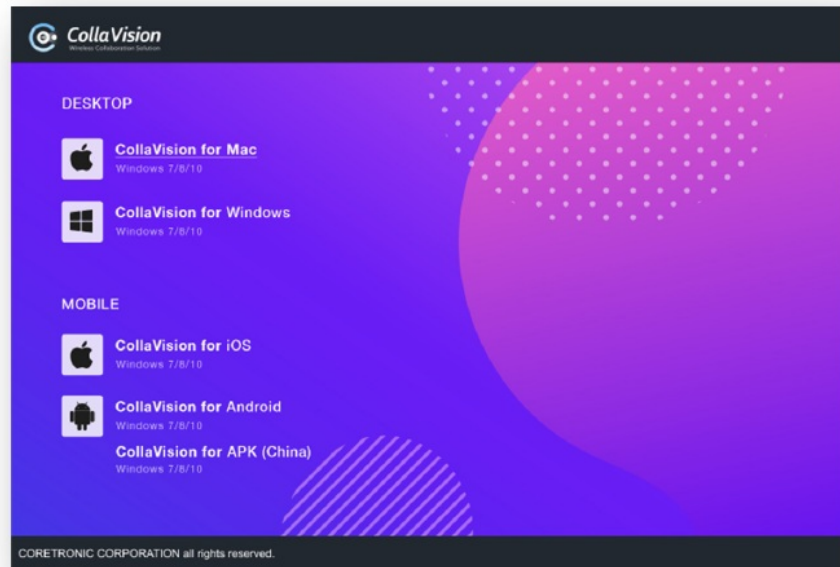 CollaVision
Wireless Collaboration Solution
DESKTOP
CollaVision for Mac
Windows 7/8/10
CollaVision for Windows
Windows 7/8/10
MOBILE
CollaVision for iOS
Windows 7/8/10
CollaVision for Android
Windows 7/8/10
CollaVision for APK (China)
Windows 7/8/10
CORETRONIC CORPORATION all rights reserved.